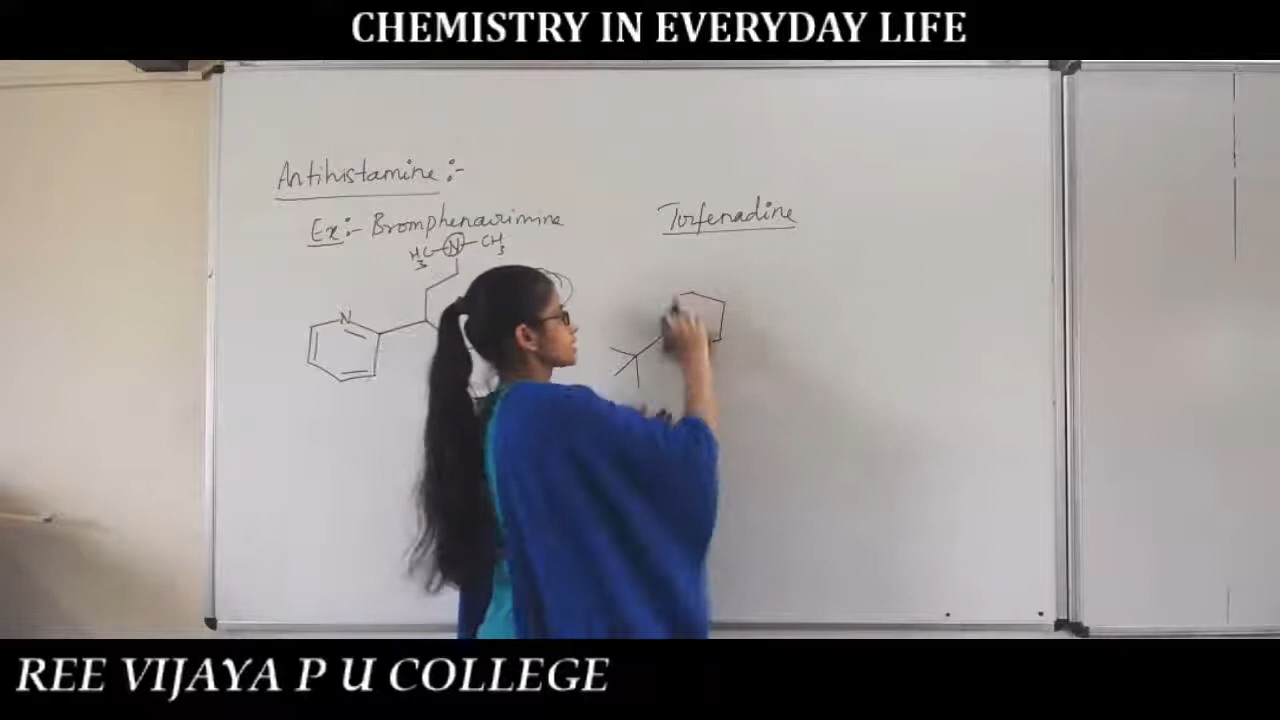 CHEMISTRY IN EVERYDAY LIFE
Antihistamine :-
Ex :- Bromphenarimine
Terfenadine
H3C N CH3
N
REE VIJAYA P U COLLEGE